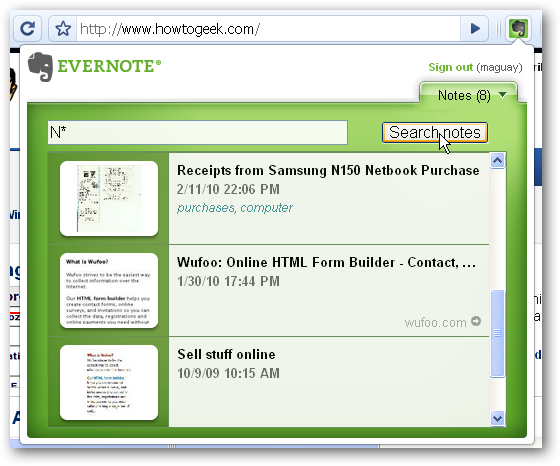 http://www.howtogeek.com/
EVERNOTE®
Sign out (maguay)
Notes (8)
N*
Search notes
Receipts from Samsung N150 Netbook Purchase
2/11/10 22:06 PM
purchases, computer
Wufoo: Online HTML Form Builder - Contact, ...
1/30/10 17:44 PM
wufoo.com
What is Wufoo?
Wufoo strives to be the easiest way
to collect information over the
Internet.
Our HTML form builder helps you
create contact forms, online
surveys, and invitations so you can
collect the data, registrations and
online payments you need without
Sell stuff online
10/9/09 10:15 AM